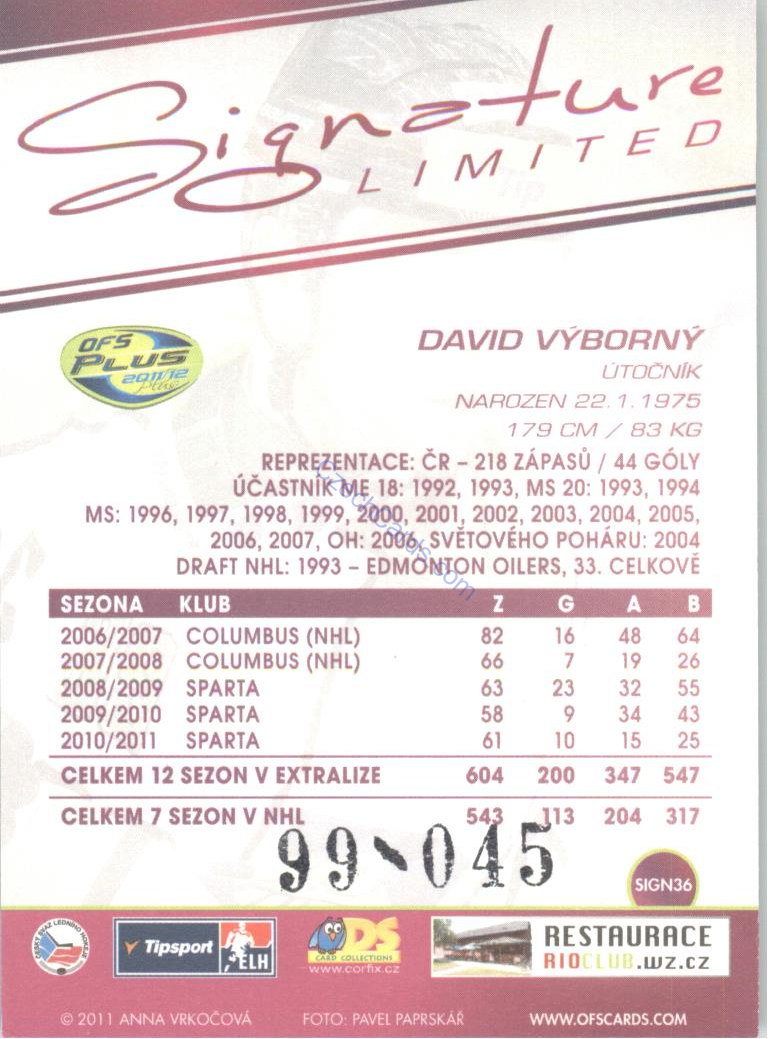 Signature
LIMITED
OFS
PLUS
2011/12
Plus
DAVID VÝBORNÝ
ÚTOČNÍK
NAROZEN 22.1.1975
179 CM / 83 KG
REPREZENTACE: ČR – 218 ZÁPASŮ / 44 GÓLY
ÚČASTNÍK ME 18: 1992, 1993, MS 20: 1993, 1994
MS: 1996, 1997, 1998, 1999, 2000, 2001, 2002, 2003, 2004, 2005,
2006, 2007, OH: 2006, SVĚTOVÉHO POHÁRU: 2004
DRAFT NHL: 1993 – EDMONTON OILERS, 33. CELKOVĚ
CzechCards.com
SEZONA KLUB Z G A B
2006/2007 COLUMBUS (NHL) 82 16 48 64
2007/2008 COLUMBUS (NHL) 66 7 19 26
2008/2009 SPARTA 63 23 32 55
2009/2010 SPARTA 58 9 34 43
2010/2011 SPARTA 61 10 15 25
CELKEM 12 SEZON V EXTRALIZE 604 200 347 547
CELKEM 7 SEZON V NHL 543 113 204 317
99-045
SIGN36
ČESKÝ SVAZ LEDNÍHO HOKEJE
Tipsport ELH
DS
CARD COLLECTIONS
www.corfix.cz
RESTAURACE
RIOCLUB.WZ.CZ
© 2011 ANNA VRKOČOVÁ FOTO: PAVEL PAPRSKÁŘ WWW.OFSCARDS.COM